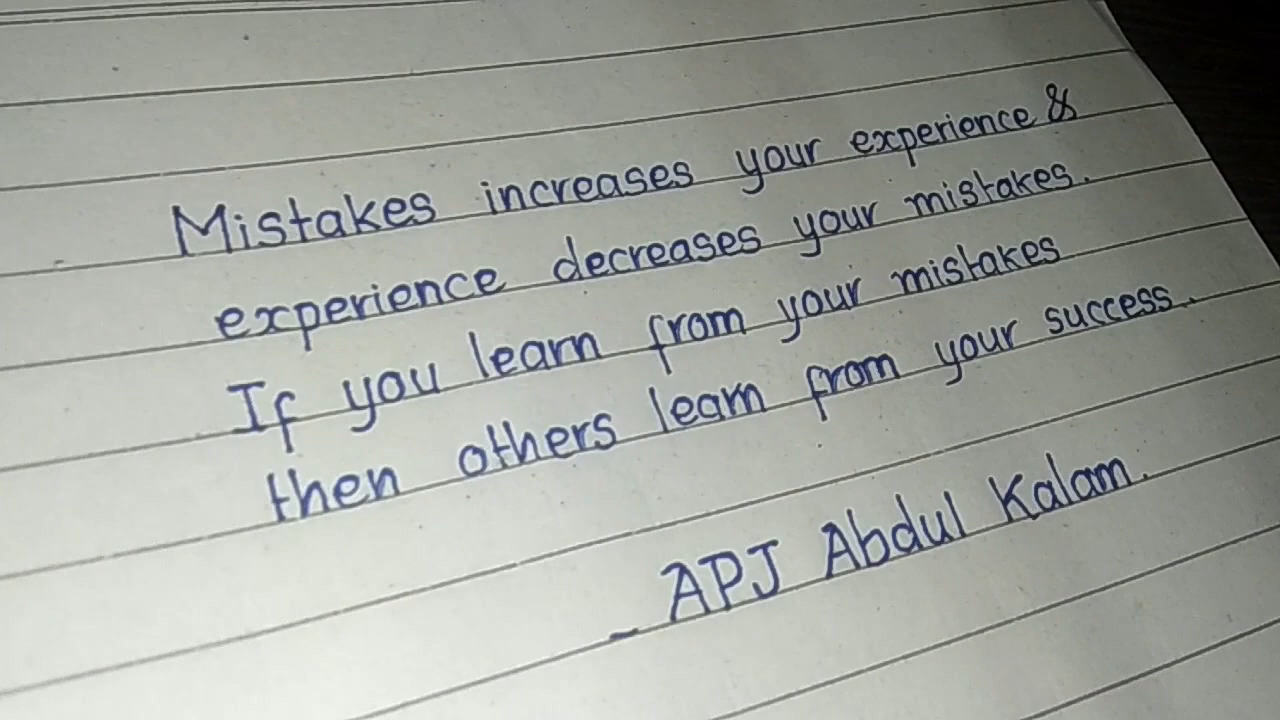 Mistakes increases your experience &
experience decreases your mistakes.
If you learn from your mistakes
then others learn from your success.
_ APJ Abdul Kalam.